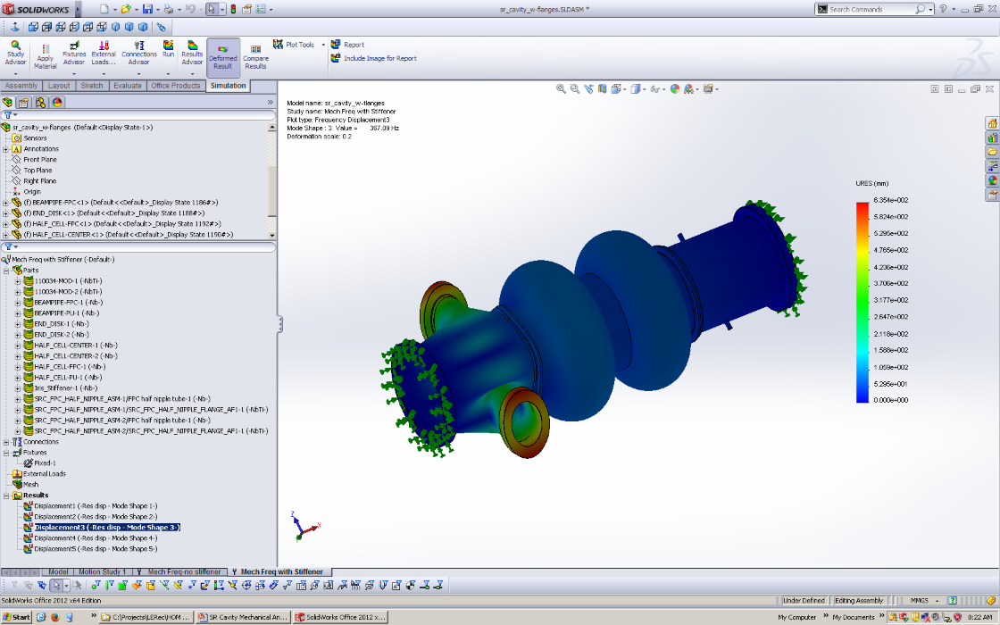 SOLIDWORKS
sr_cavity_w-flanges.SLDASM *
Search Commands
Study Advisor
Apply Material
Fixtures Advisor
External Loads...
Connections Advisor
Run
Results Advisor
Deformed Result
Compare Results
Plot Tools
Report
Include Image for Report
Assembly Layout Sketch Evaluate Office Products Simulation
sr_cavity_w-flanges (Default<Display State-1>)
Sensors
Annotations
Front Plane
Top Plane
Right Plane
Origin
(f) BEAMPIPE-FPC<1> (Default<<Default>_Display State 1186#>)
(f) END_DISK<1> (Default<<Default>_Display State 1188#>)
(f) HALF_CELL-FPC<1> (Default<<Default>_Display State 1192#>)
(f) HALF_CELL-CENTER<1> (Default<<Default>_Display State 1190#>)
Mech Freq with Stiffener (-Default-)
Parts
110034-MOD-1 (-NbTi-)
110034-MOD-2 (-NbTi-)
BEAMPIPE-FPC-1 (-Nb-)
BEAMPIPE-PU-1 (-Nb-)
END_DISK-1 (-Nb-)
END_DISK-2 (-Nb-)
HALF_CELL-CENTER-1 (-Nb-)
HALF_CELL-CENTER-2 (-Nb-)
HALF_CELL-FPC-1 (-Nb-)
HALF_CELL-PU-1 (-Nb-)
Iris_Stiffener-1 (-Nb-)
SRC_FPC_HALF_NIPPLE_ASM-1/FPC half nipple tube-1 (-Nb-)
SRC_FPC_HALF_NIPPLE_ASM-1/SRC_FPC_HALF_NIPPLE_FLANGE_AF1-1 (-NbTi-)
SRC_FPC_HALF_NIPPLE_ASM-2/FPC half nipple tube-1 (-Nb-)
SRC_FPC_HALF_NIPPLE_ASM-2/SRC_FPC_HALF_NIPPLE_FLANGE_AF1-1 (-NbTi-)
Connections
Fixtures
Fixed-1
External Loads
Mesh
Results
Displacement1 (-Res disp - Mode Shape 1-)
Displacement2 (-Res disp - Mode Shape 2-)
Displacement3 (-Res disp - Mode Shape 3-)
Displacement4 (-Res disp - Mode Shape 4-)
Displacement5 (-Res disp - Mode Shape 5-)
Model name: sr_cavity_w-flanges
Study name: Mech Freq with Stiffener
Plot type: Frequency Displacement3
Mode Shape : 3 Value = 367.09 Hz
Deformation scale: 0.2
URES (mm)
6.354e+002
5.824e+002
5.295e+002
4.765e+002
4.236e+002
3.706e+002
3.177e+002
2.647e+002
2.118e+002
1.588e+002
1.059e+002
5.295e+001
0.000e+000
Z
X
Model Motion Study 1 Mech Freq-no stiffener Mech Freq with Stiffener
SolidWorks Office 2012 x64 Edition
Under Defined Editing Assembly MMGS
Start
C:\Projects\LERec\HOM ...
SR Cavity Mechanical An...
SolidWorks Office 2012 x...
My Computer
My Documents
8:22 AM